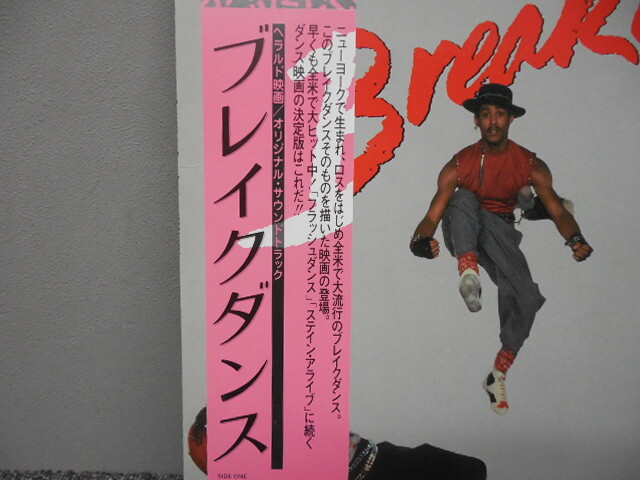 Break
ニューヨークで生まれ、ロスをはじめ全米で大流行のブレイクダンス。
このブレイクダンスそのものを描いた映画の登場。
早くも全米で大ヒット中!「フラッシュダンス」「ステイン・アライブ」に続く
ダンス映画の決定版はこれだ!!
ヘラルド映画/オリジナル・サウンドトラック
ブレイクダンス
SIDE ONE